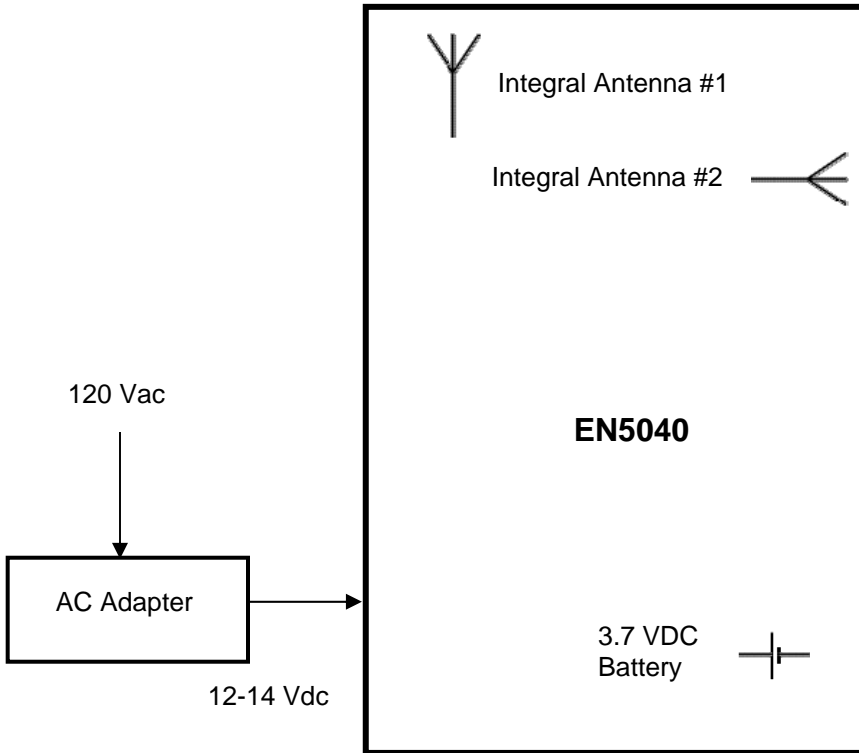 Integral Antenna #1
Integral Antenna #2
120 Vac
EN5040
AC Adapter
3.7 VDC
Battery
12-14 Vdc